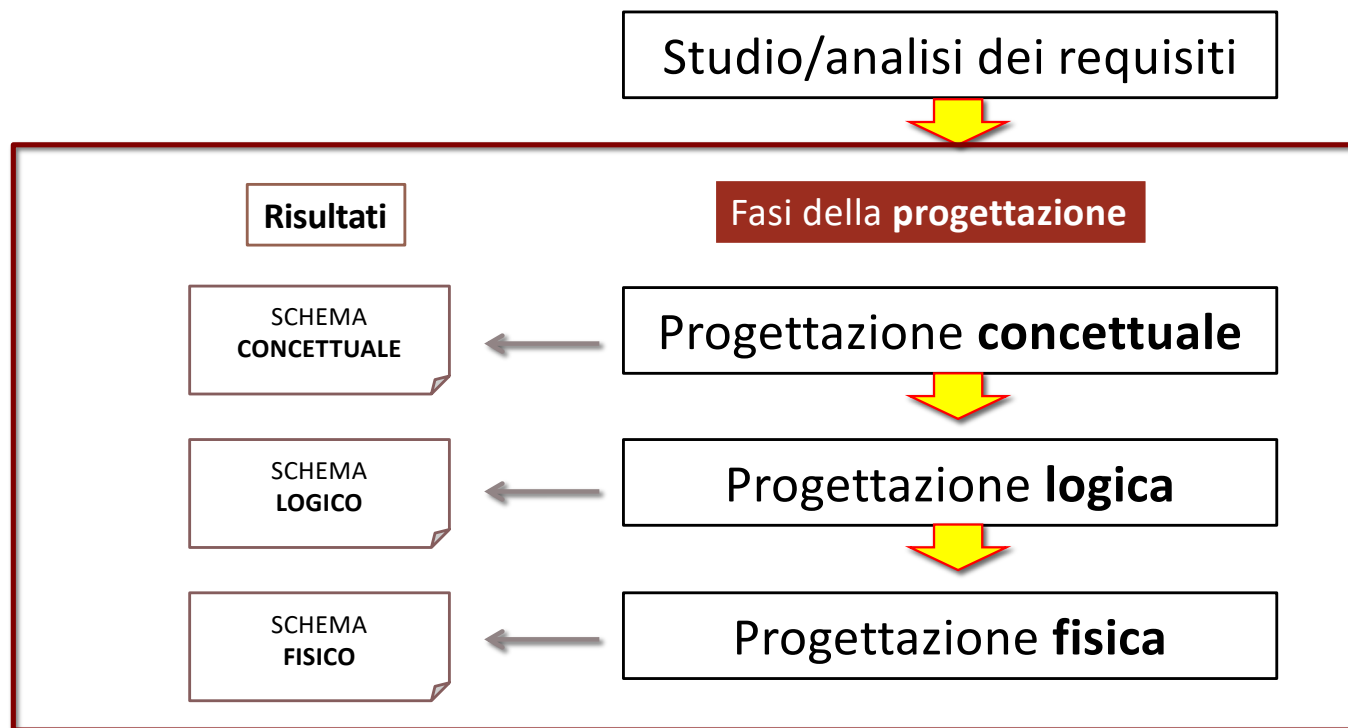 Studio/analisi dei requisiti
Risultati
Fasi della progettazione
SCHEMA
CONCETTUALE
Progettazione concettuale
SCHEMA
LOGICO
Progettazione logica
SCHEMA
FISICO
Progettazione fisica